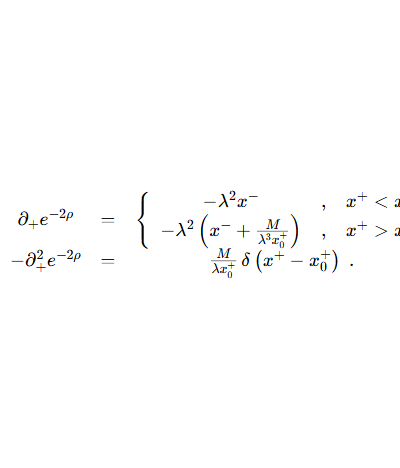 ∂₊e^{−2ρ} = { −λ²x⁻ , x⁺ < x
−λ² (x⁻ + M/(λ³x₀⁺)) , x⁺ > x
−∂₊²e^{−2ρ} = M/(λx₀⁺) δ (x⁺ − x₀⁺) .